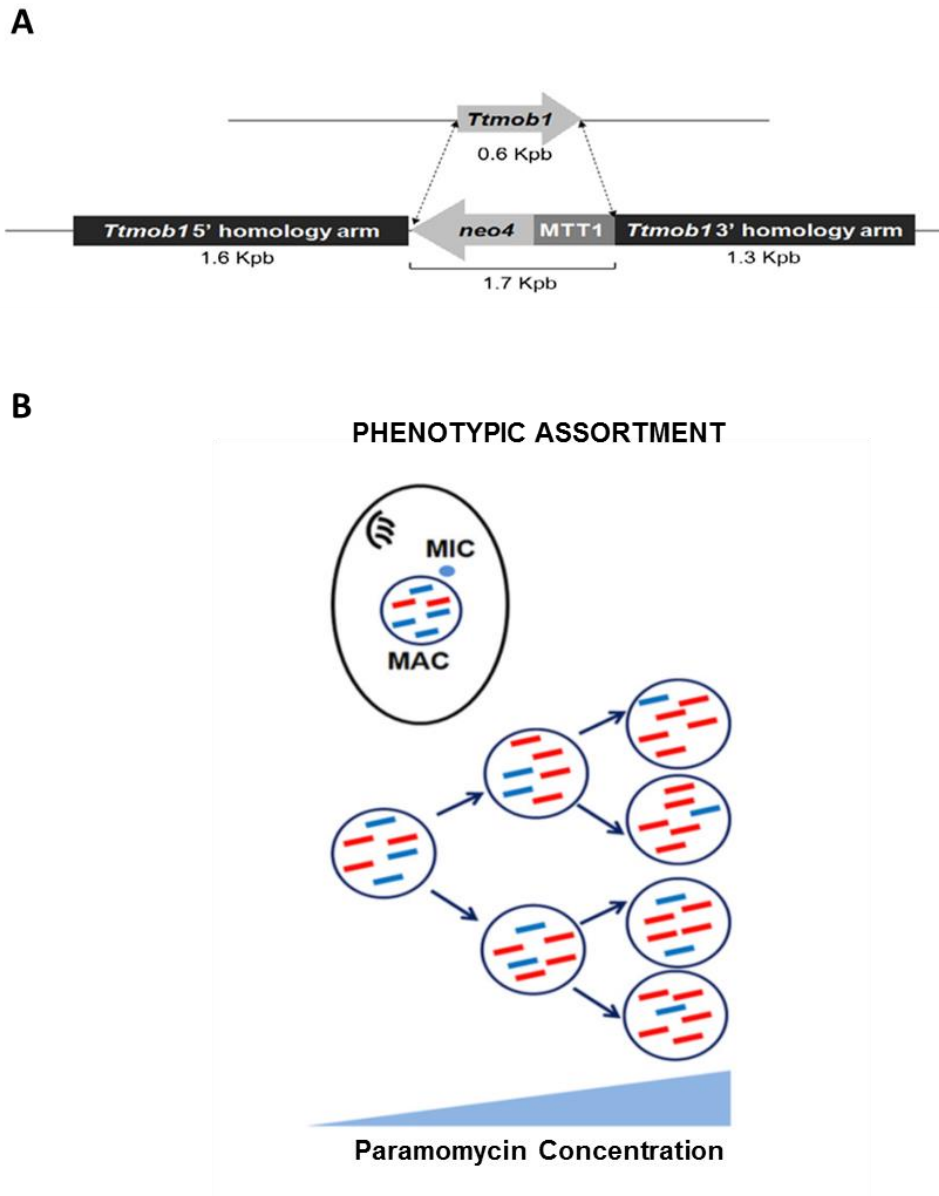 A
Ttmob1
0.6 Kpb
Ttmob1 5' homology arm
neo4
MTT1
Ttmob1 3' homology arm
1.6 Kpb
1.7 Kpb
1.3 Kpb
B
PHENOTYPIC ASSORTMENT
MIC
MAC
Paramomycin Concentration